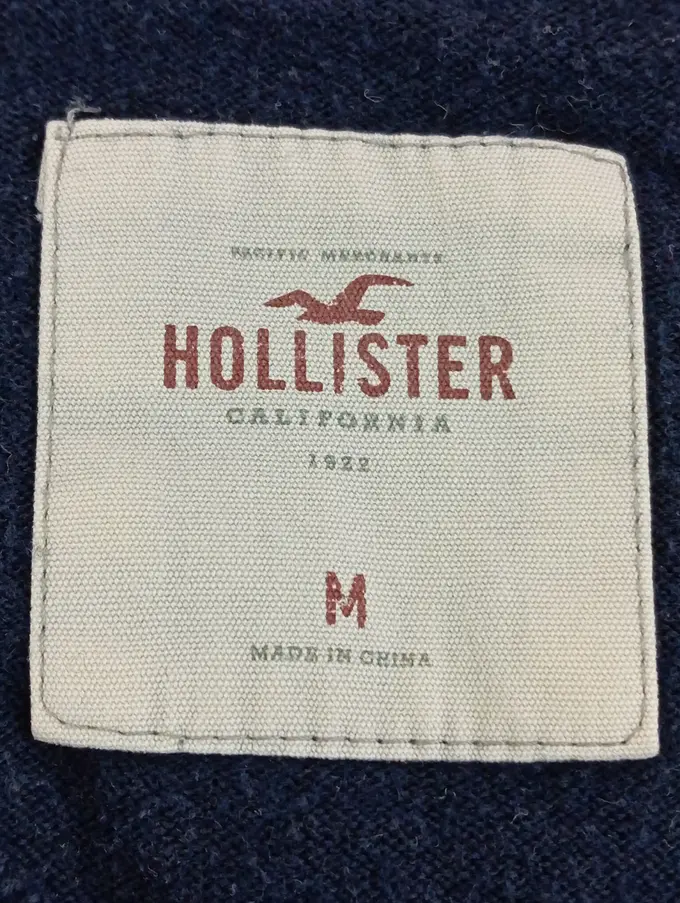 PACIFIC MERCHANTS
HOLLISTER
CALIFORNIA
1922
M
MADE IN CHINA